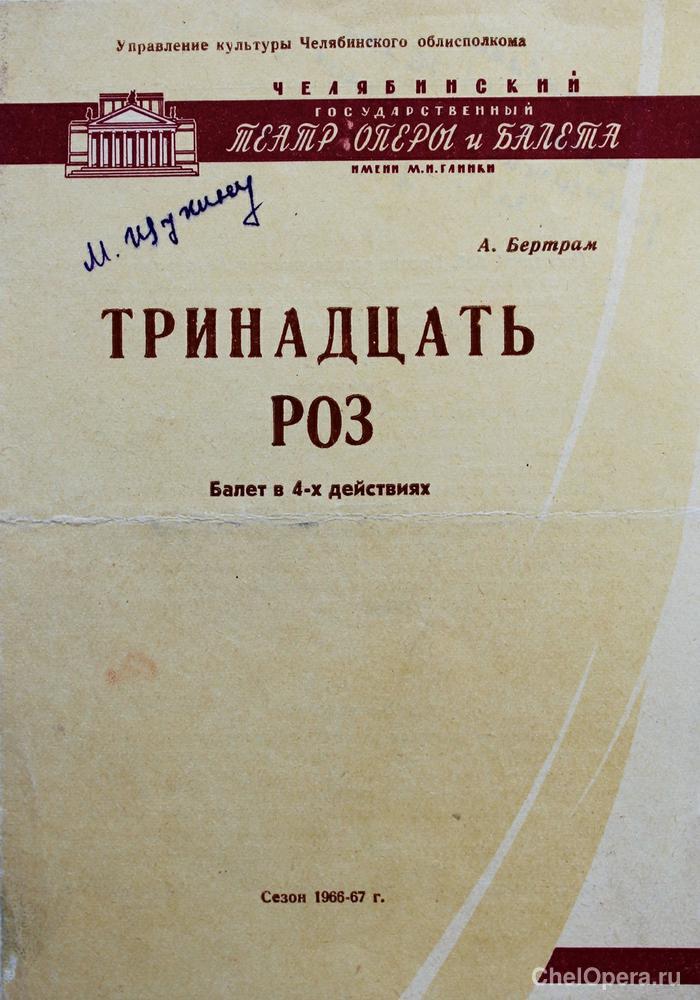 Управление культуры Челябинского облисполкома
ЧЕЛЯБИНСКИЙ
ГОСУДАРСТВЕННЫЙ
ТЕАТР ОПЕРЫ и БАЛЕТА
ИМЕНИ М.И.ГЛИНКИ
М. Щукину
А. Бертрам
ТРИНАДЦАТЬ
РОЗ
Балет в 4-х действиях
Сезон 1966-67 г.
ChelOpera.ru